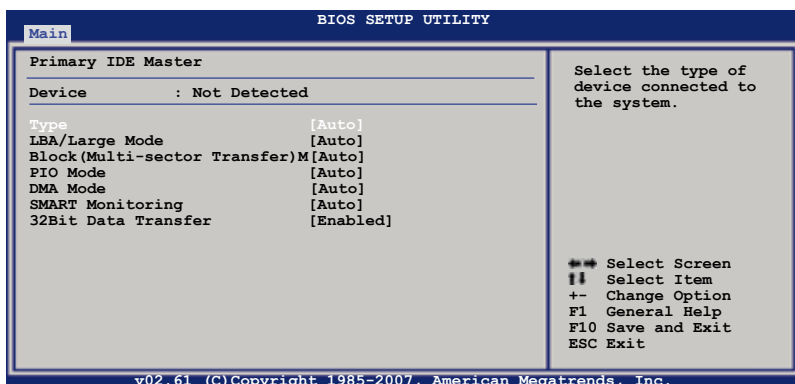 BIOS SETUP UTILITY
Main
Primary IDE Master
Device : Not Detected
Type [Auto]
LBA/Large Mode [Auto]
Block(Multi-sector Transfer)M[Auto]
PIO Mode [Auto]
DMA Mode [Auto]
SMART Monitoring [Auto]
32Bit Data Transfer [Enabled]
Select the type of
device connected to
the system.
Select Screen
Select Item
+- Change Option
F1 General Help
F10 Save and Exit
ESC Exit
v02.61 (C)Copyright 1985-2007, American Megatrends, Inc.